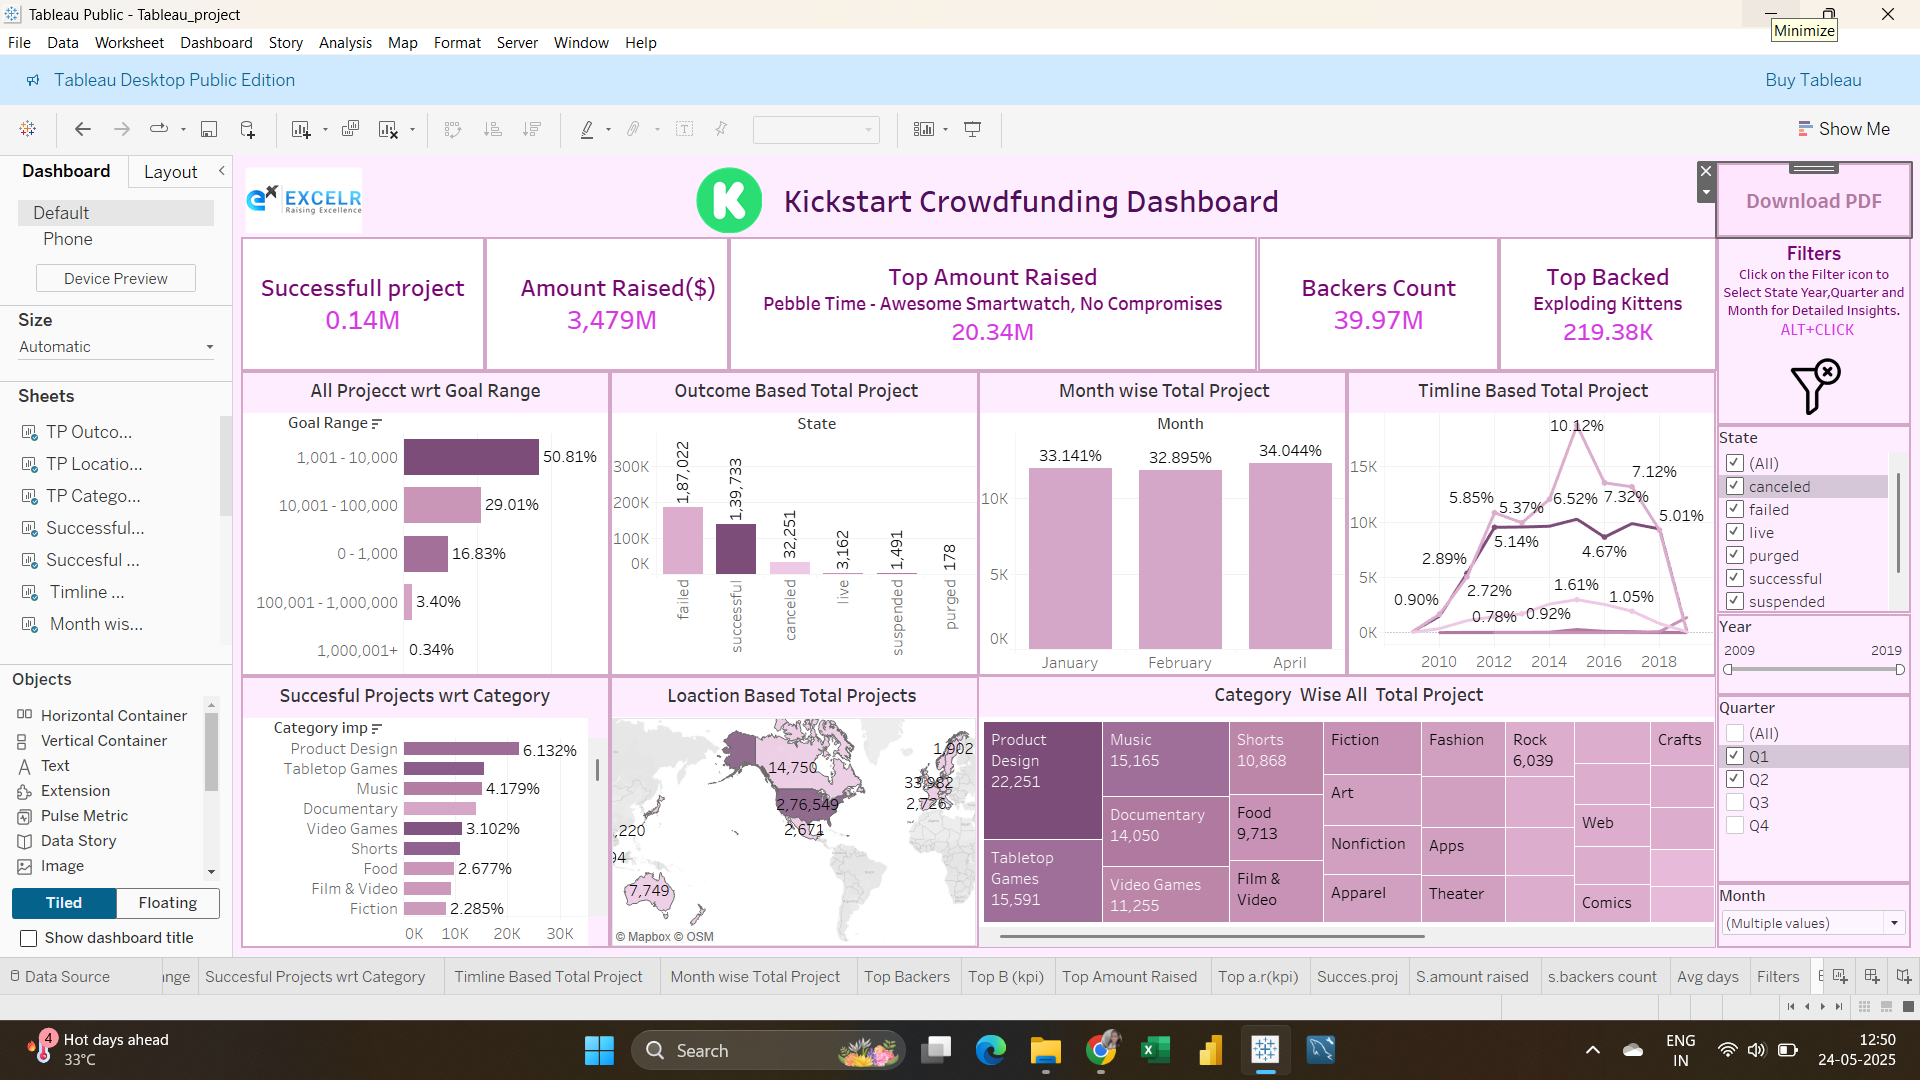 Tableau Public - Tableau_project
Minimize
File Data Worksheet Dashboard Story Analysis Map Format Server Window Help
Tableau Desktop Public Edition
Buy Tableau
Show Me
Dashboard
Layout
Default
Phone
Device Preview
Size
Automatic
Sheets
TP Outco...
TP Locatio...
TP Catego...
Successful...
Succesful ...
Timline ...
Month wis...
Objects
Horizontal Container
Vertical Container
Text
Extension
Pulse Metric
Data Story
Image
Tiled
Floating
Show dashboard title
ex EXCELR
Raising Excellence
K
Kickstart Crowdfunding Dashboard
Download PDF
Successfull project
0.14M
Amount Raised($)
3,479M
Top Amount Raised
Pebble Time - Awesome Smartwatch, No Compromises
20.34M
Backers Count
39.97M
Top Backed
Exploding Kittens
219.38K
Filters
Click on the Filter icon to
Select State Year,Quarter and
Month for Detailed Insights.
ALT+CLICK
All Projecct wrt Goal Range
Goal Range
1,001 - 10,000 50.81%
10,001 - 100,000 29.01%
0 - 1,000 16.83%
100,001 - 1,000,000 3.40%
1,000,001+ 0.34%
Outcome Based Total Project
State
300K
200K
100K
0K
1,87,022
1,39,733
32,251
3,162
1,491
178
failed
successful
canceled
live
suspended
purged
Month wise Total Project
Month
33.141% 32.895% 34.044%
10K
5K
0K
January February April
Timline Based Total Project
15K
10K
5K
0K
10.12%
7.12%
5.85%
5.37%
6.52%
7.32%
5.01%
5.14%
4.67%
2.89%
2.72%
1.61%
1.05%
0.90%
0.78%
0.92%
2010 2012 2014 2016 2018
State
(All)
canceled
failed
live
purged
successful
suspended
Year
2009 2019
Quarter
(All)
Q1
Q2
Q3
Q4
Month
(Multiple values)
Succesful Projects wrt Category
Category imp
Product Design 6.132%
Tabletop Games
Music 4.179%
Documentary
Video Games 3.102%
Shorts
Food 2.677%
Film & Video
Fiction 2.285%
0K 10K 20K 30K
Loaction Based Total Projects
1,902
14,750
33,982
2,76,549
2,726
2,671
,220
94
7,749
© Mapbox © OSM
Category Wise All Total Project
Product
Design
22,251
Tabletop
Games
15,591
Music
15,165
Documentary
14,050
Video Games
11,255
Shorts
10,868
Food
9,713
Film &
Video
Fiction
Art
Nonfiction
Apparel
Fashion
Apps
Theater
Rock
6,039
Web
Comics
Crafts
Data Source
nge
Succesful Projects wrt Category
Timline Based Total Project
Month wise Total Project
Top Backers
Top B (kpi)
Top Amount Raised
Top a.r(kpi)
Succes.proj
S.amount raised
s.backers count
Avg days
Filters
4
Hot days ahead
33°C
Search
ENG
IN
12:50
24-05-2025